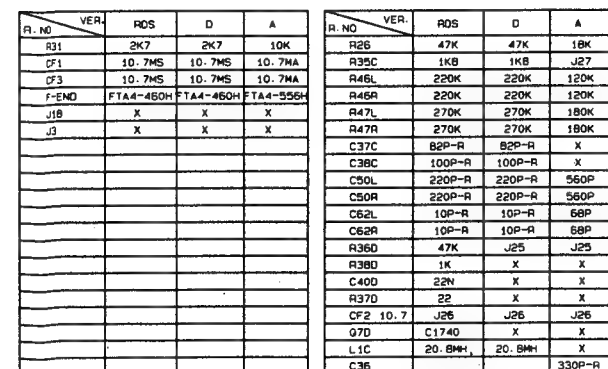 R. NO VER. RDS D A
R31 2K7 2K7 10K
CF1 10.7MS 10.7MS 10.7MA
CF3 10.7MS 10.7MS 10.7MA
F-END FTA4-460H FTA4-460H FTA4-556H
J18 X X X
J3 X X X
R. NO VER. RDS D A
R26 47K 47K 18K
R35C 1K8 1K8 J27
R46L 220K 220K 120K
R46R 220K 220K 120K
R47L 270K 270K 180K
R47R 270K 270K 180K
C37C 82P-R 82P-R X
C38C 100P-R 100P-R X
C50L 220P-R 220P-R 560P
C50R 220P-R 220P-R 560P
C62L 10P-R 10P-R 68P
C62R 10P-R 10P-R 68P
R36D 47K J25 J25
R38D 1K X X
C40D 22N X X
R37D 22 X X
CF2 10.7 J26 J26 J26
Q7D C1740 X X
L1C 20.8MH 20.8MH X
C36 330P-R